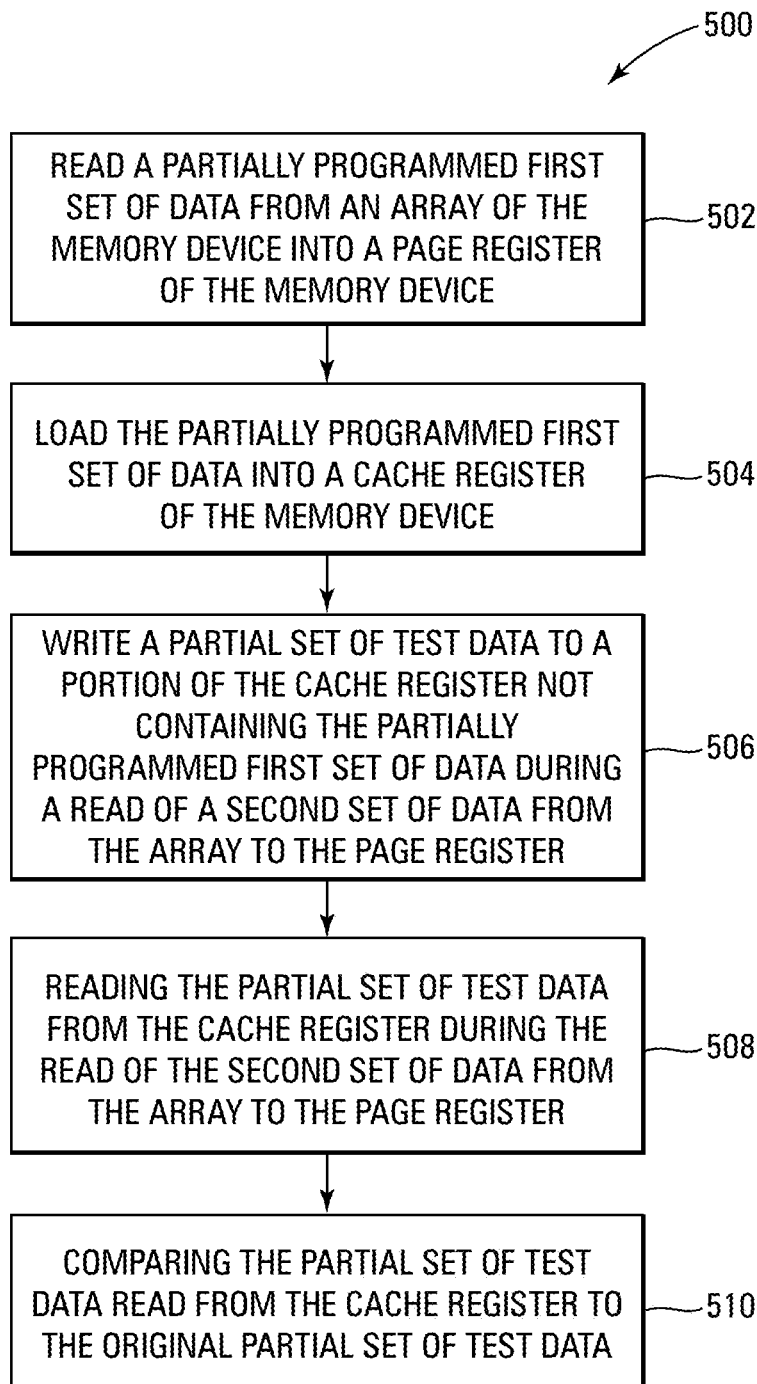 500
READ A PARTIALLY PROGRAMMED FIRST
SET OF DATA FROM AN ARRAY OF THE
MEMORY DEVICE INTO A PAGE REGISTER
OF THE MEMORY DEVICE
502
LOAD THE PARTIALLY PROGRAMMED FIRST
SET OF DATA INTO A CACHE REGISTER
OF THE MEMORY DEVICE
504
WRITE A PARTIAL SET OF TEST DATA TO A
PORTION OF THE CACHE REGISTER NOT
CONTAINING THE PARTIALLY
PROGRAMMED FIRST SET OF DATA DURING
A READ OF A SECOND SET OF DATA FROM
THE ARRAY TO THE PAGE REGISTER
506
READING THE PARTIAL SET OF TEST DATA
FROM THE CACHE REGISTER DURING THE
READ OF THE SECOND SET OF DATA FROM
THE ARRAY TO THE PAGE REGISTER
508
COMPARING THE PARTIAL SET OF TEST
DATA READ FROM THE CACHE REGISTER TO
THE ORIGINAL PARTIAL SET OF TEST DATA
510